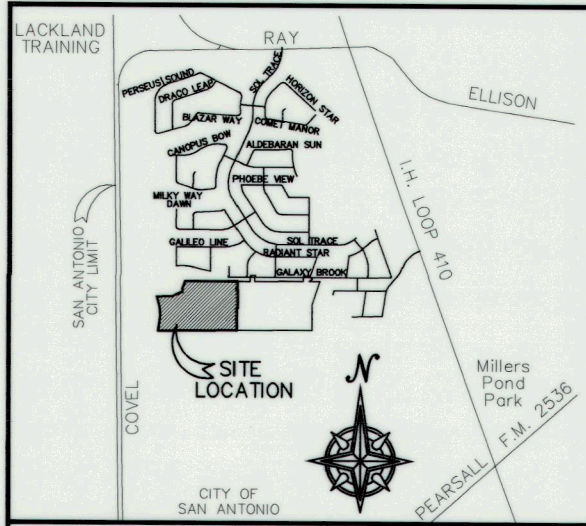 LACKLAND
TRAINING
RAY
ELLISON
PERSEUS SOUND
DRACO LEAP
SOL TRACE
HORIZON STAR
BLAZAR WAY
COMET MANOR
CANOPUS BOW
ALDEBARAN SUN
PHOEBE VIEW
MILKY WAY
DAWN
I.H. LOOP 410
GALILEO LINE
SOL TRACE
RADIANT STAR
GALAXY BROOK
SAN ANTONIO
CITY LIMIT
SITE
LOCATION
COVEL
N
Millers
Pond
Park
PEARSALL F.M. 2536
CITY OF
SAN ANTONIO